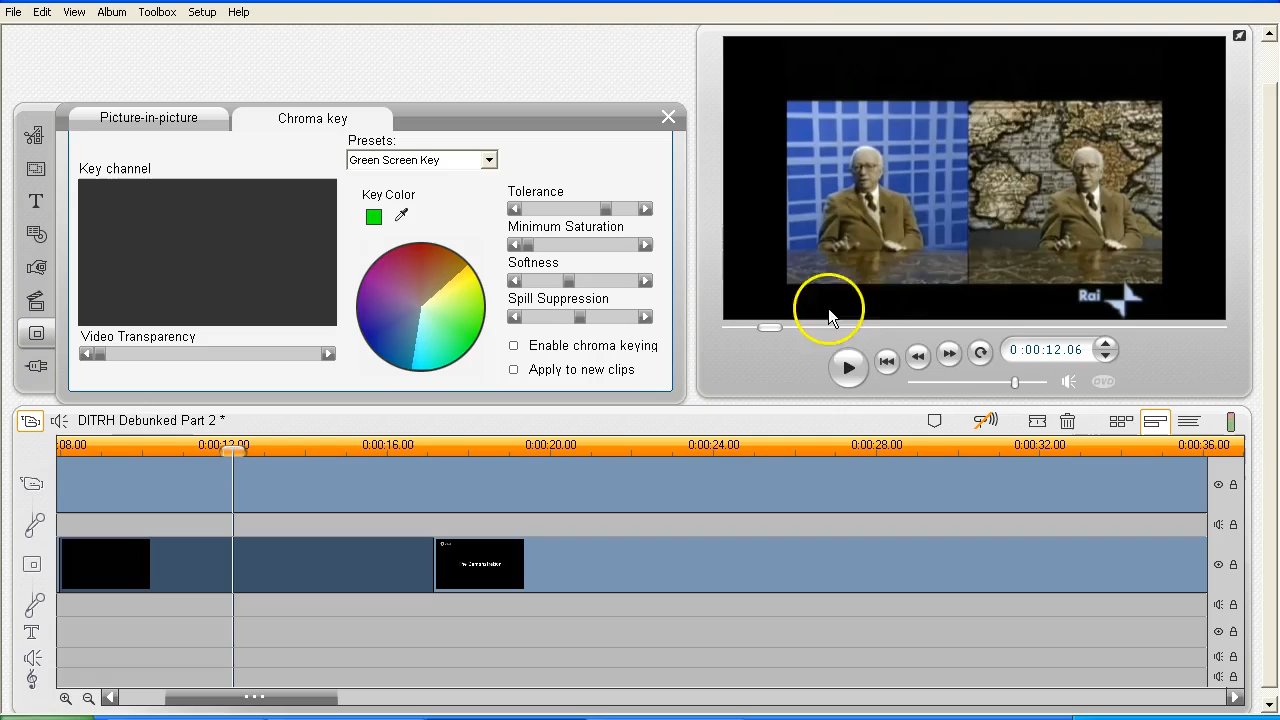 File Edit View Album Toolbox Setup Help
Picture-in-picture Chroma key
Presets:
Green Screen Key
Key channel
Key Color
Tolerance
Minimum Saturation
Softness
Spill Suppression
Video Transparency
Enable chroma keying
Apply to new clips
Rai
0:00:12.06
DVD
DITRH Debunked Part 2 *
:08.00 0:00:12.00 0:00:16.00 0:00:20.00 0:00:24.00 0:00:28.00 0:00:32.00 0:00:36.00
he Demonstration
T
T